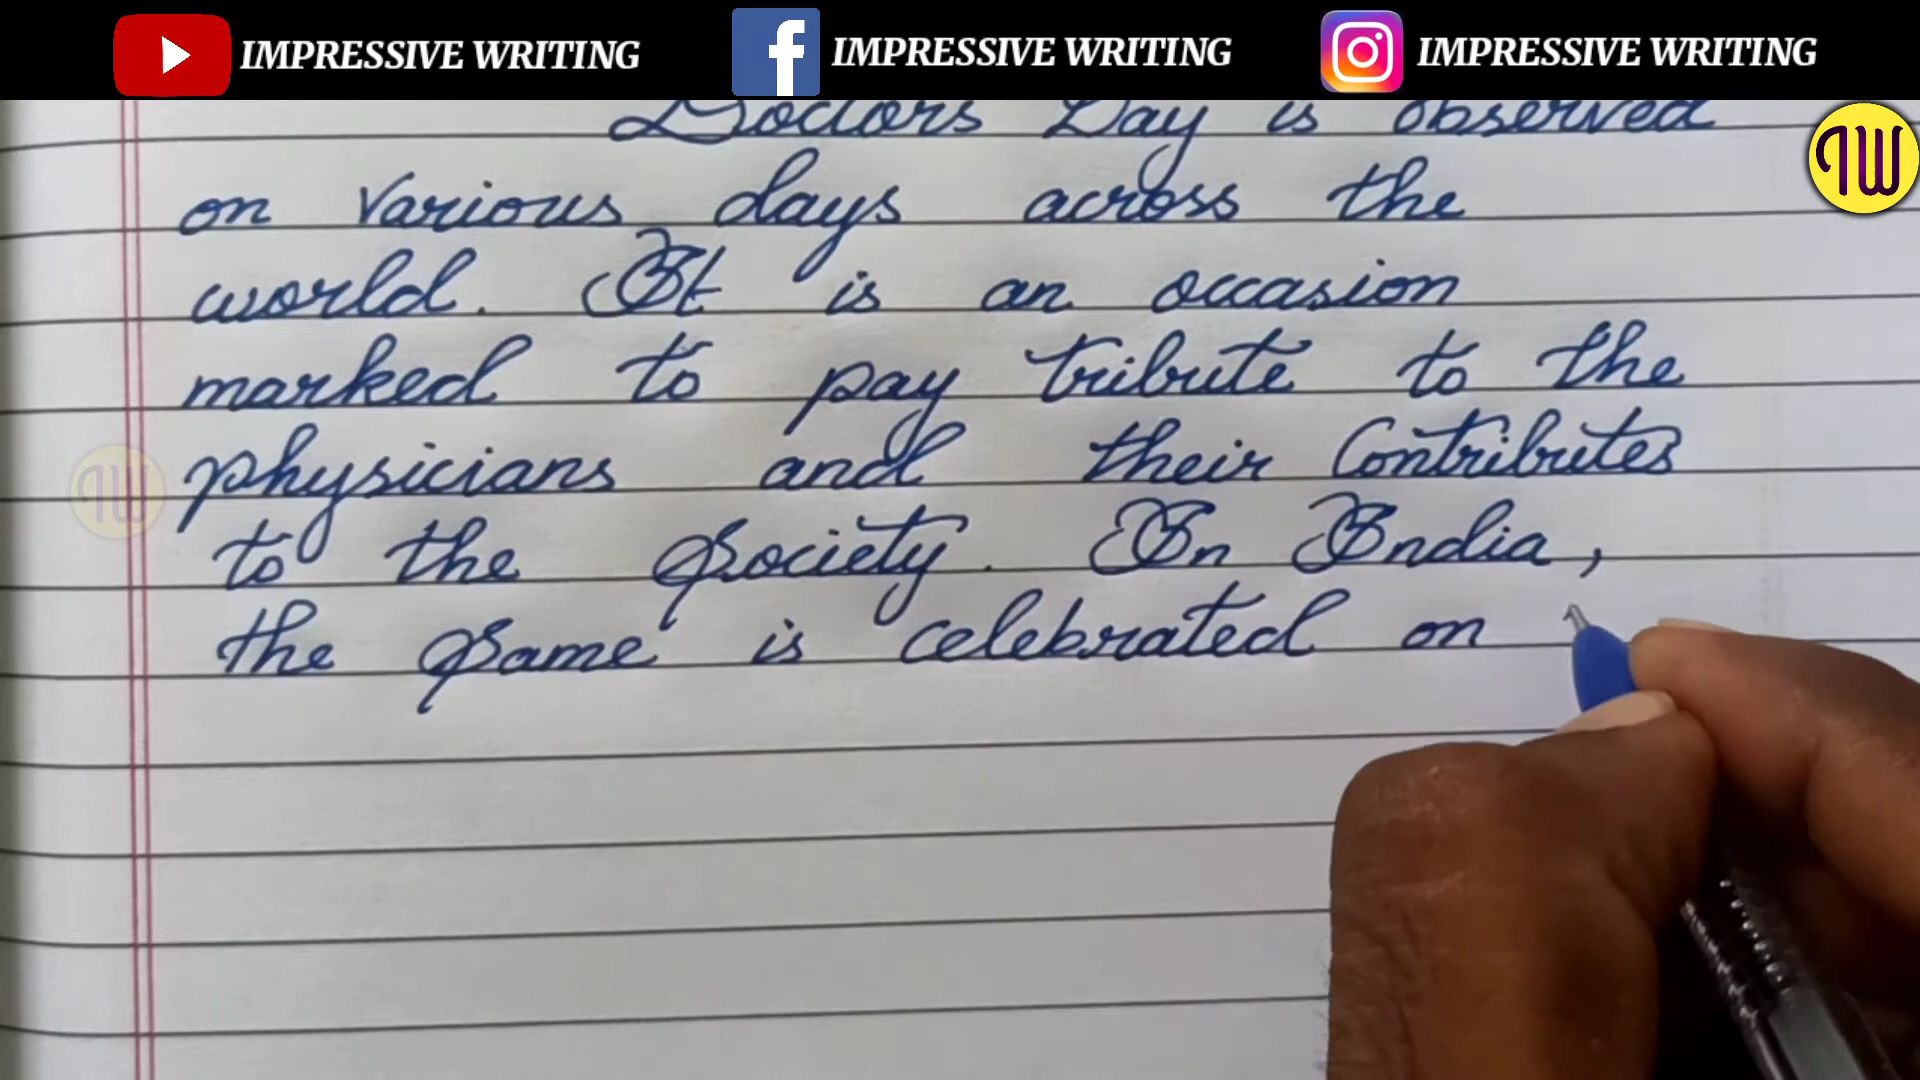 IMPRESSIVE WRITING IMPRESSIVE WRITING IMPRESSIVE WRITING
IW
Doctors Day is observed
on various days across the
world. It is an occasion
marked to pay tribute to the
physicians and their Contributes
IW
to the Society. In India,
the Same is celebrated on